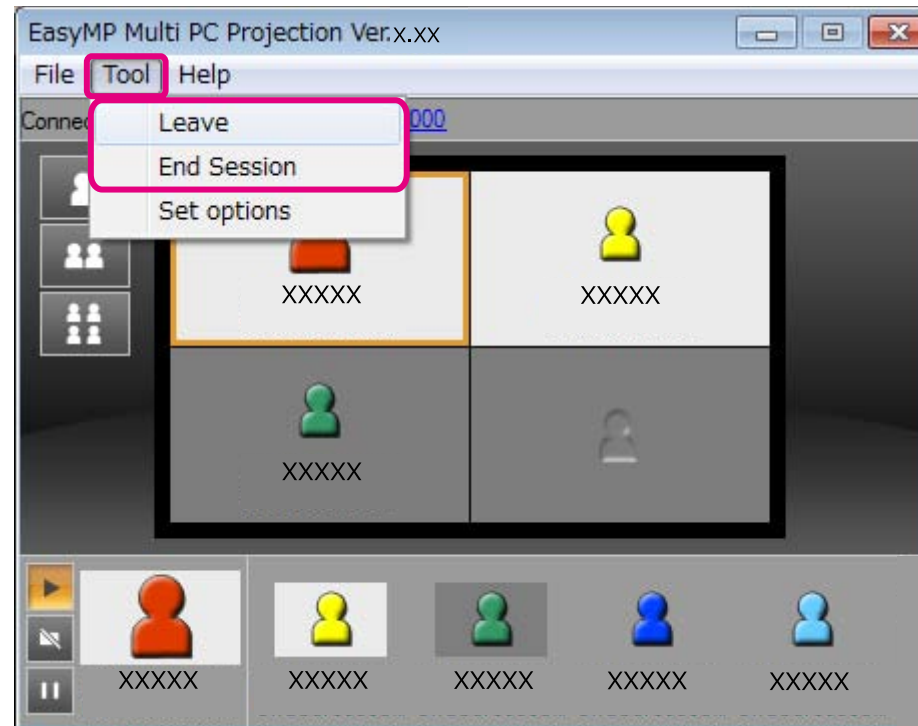 EasyMP Multi PC Projection Ver.x.xx
File Tool Help
Leave
000
End Session
Set options
XXXXX XXXXX
XXXXX
XXXXX XXXXX XXXXX XXXXX XXXXX